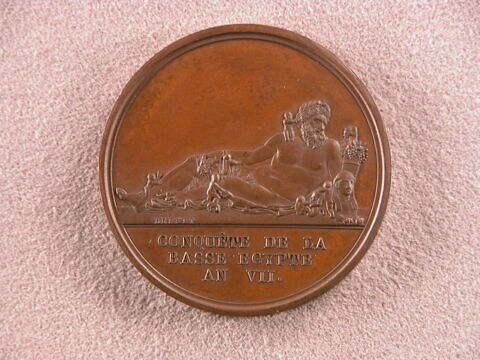 CONQUÊTE DE LA
BASSE EGYPTE
AN VII.